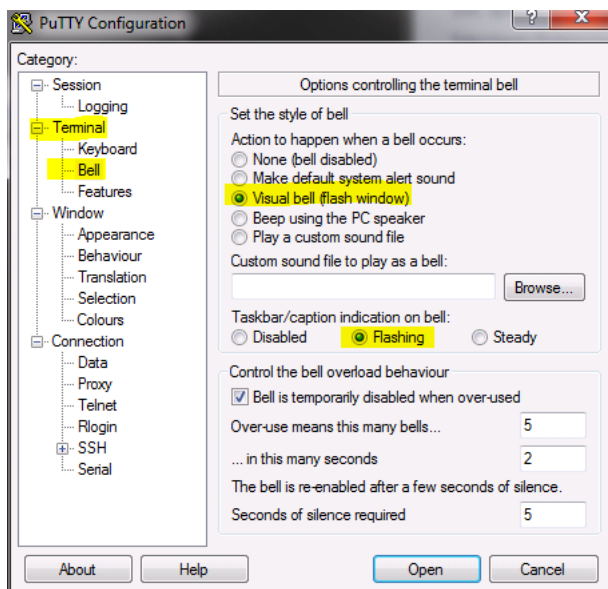 PuTTY Configuration
Category:
Session
Logging
Terminal
Keyboard
Bell
Features
Window
Appearance
Behaviour
Translation
Selection
Colours
Connection
Data
Proxy
Telnet
Rlogin
SSH
Serial
Options controlling the terminal bell
Set the style of bell
Action to happen when a bell occurs:
None (bell disabled)
Make default system alert sound
Visual bell (flash window)
Beep using the PC speaker
Play a custom sound file
Custom sound file to play as a bell:
Browse...
Taskbar/caption indication on bell:
Disabled Flashing Steady
Control the bell overload behaviour
Bell is temporarily disabled when over-used
Over-use means this many bells... 5
... in this many seconds 2
The bell is re-enabled after a few seconds of silence.
Seconds of silence required 5
About Help Open Cancel